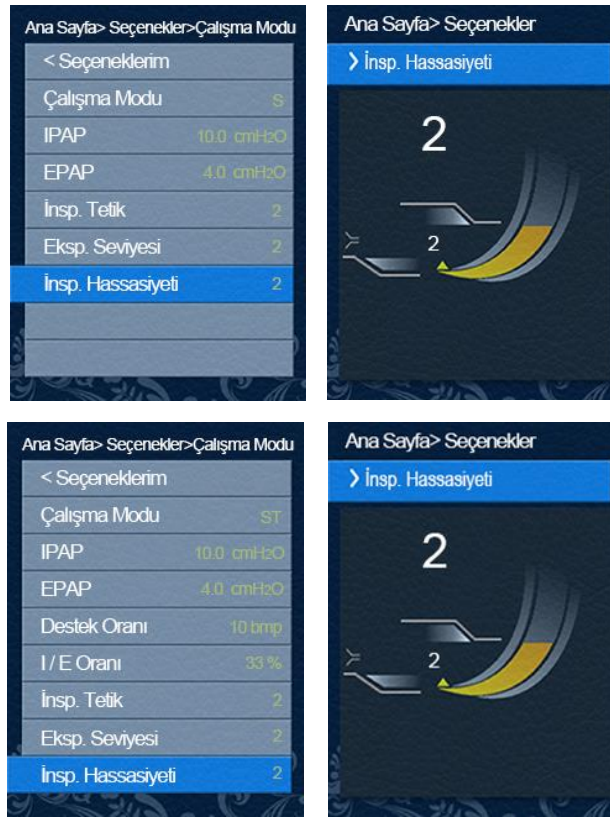 Ana Sayfa> Seçenekler>Çalışma Modu
< Seçeneklerim
Çalışma Modu S
IPAP 10.0 cmH2O
EPAP 4.0 cmH2O
İnsp. Tetik 2
Eksp. Seviyesi 2
İnsp. Hassasiyeti 2
Ana Sayfa> Seçenekler
> İnsp. Hassasiyeti
2
2
Ana Sayfa> Seçenekler>Çalışma Modu
< Seçeneklerim
Çalışma Modu ST
IPAP 10.0 cmH2O
EPAP 4.0 cmH2O
Destek Oranı 10 bmp
I / E Oranı 33 %
İnsp. Tetik 2
Eksp. Seviyesi 2
İnsp. Hassasiyeti 2
Ana Sayfa> Seçenekler
> İnsp. Hassasiyeti
2
2